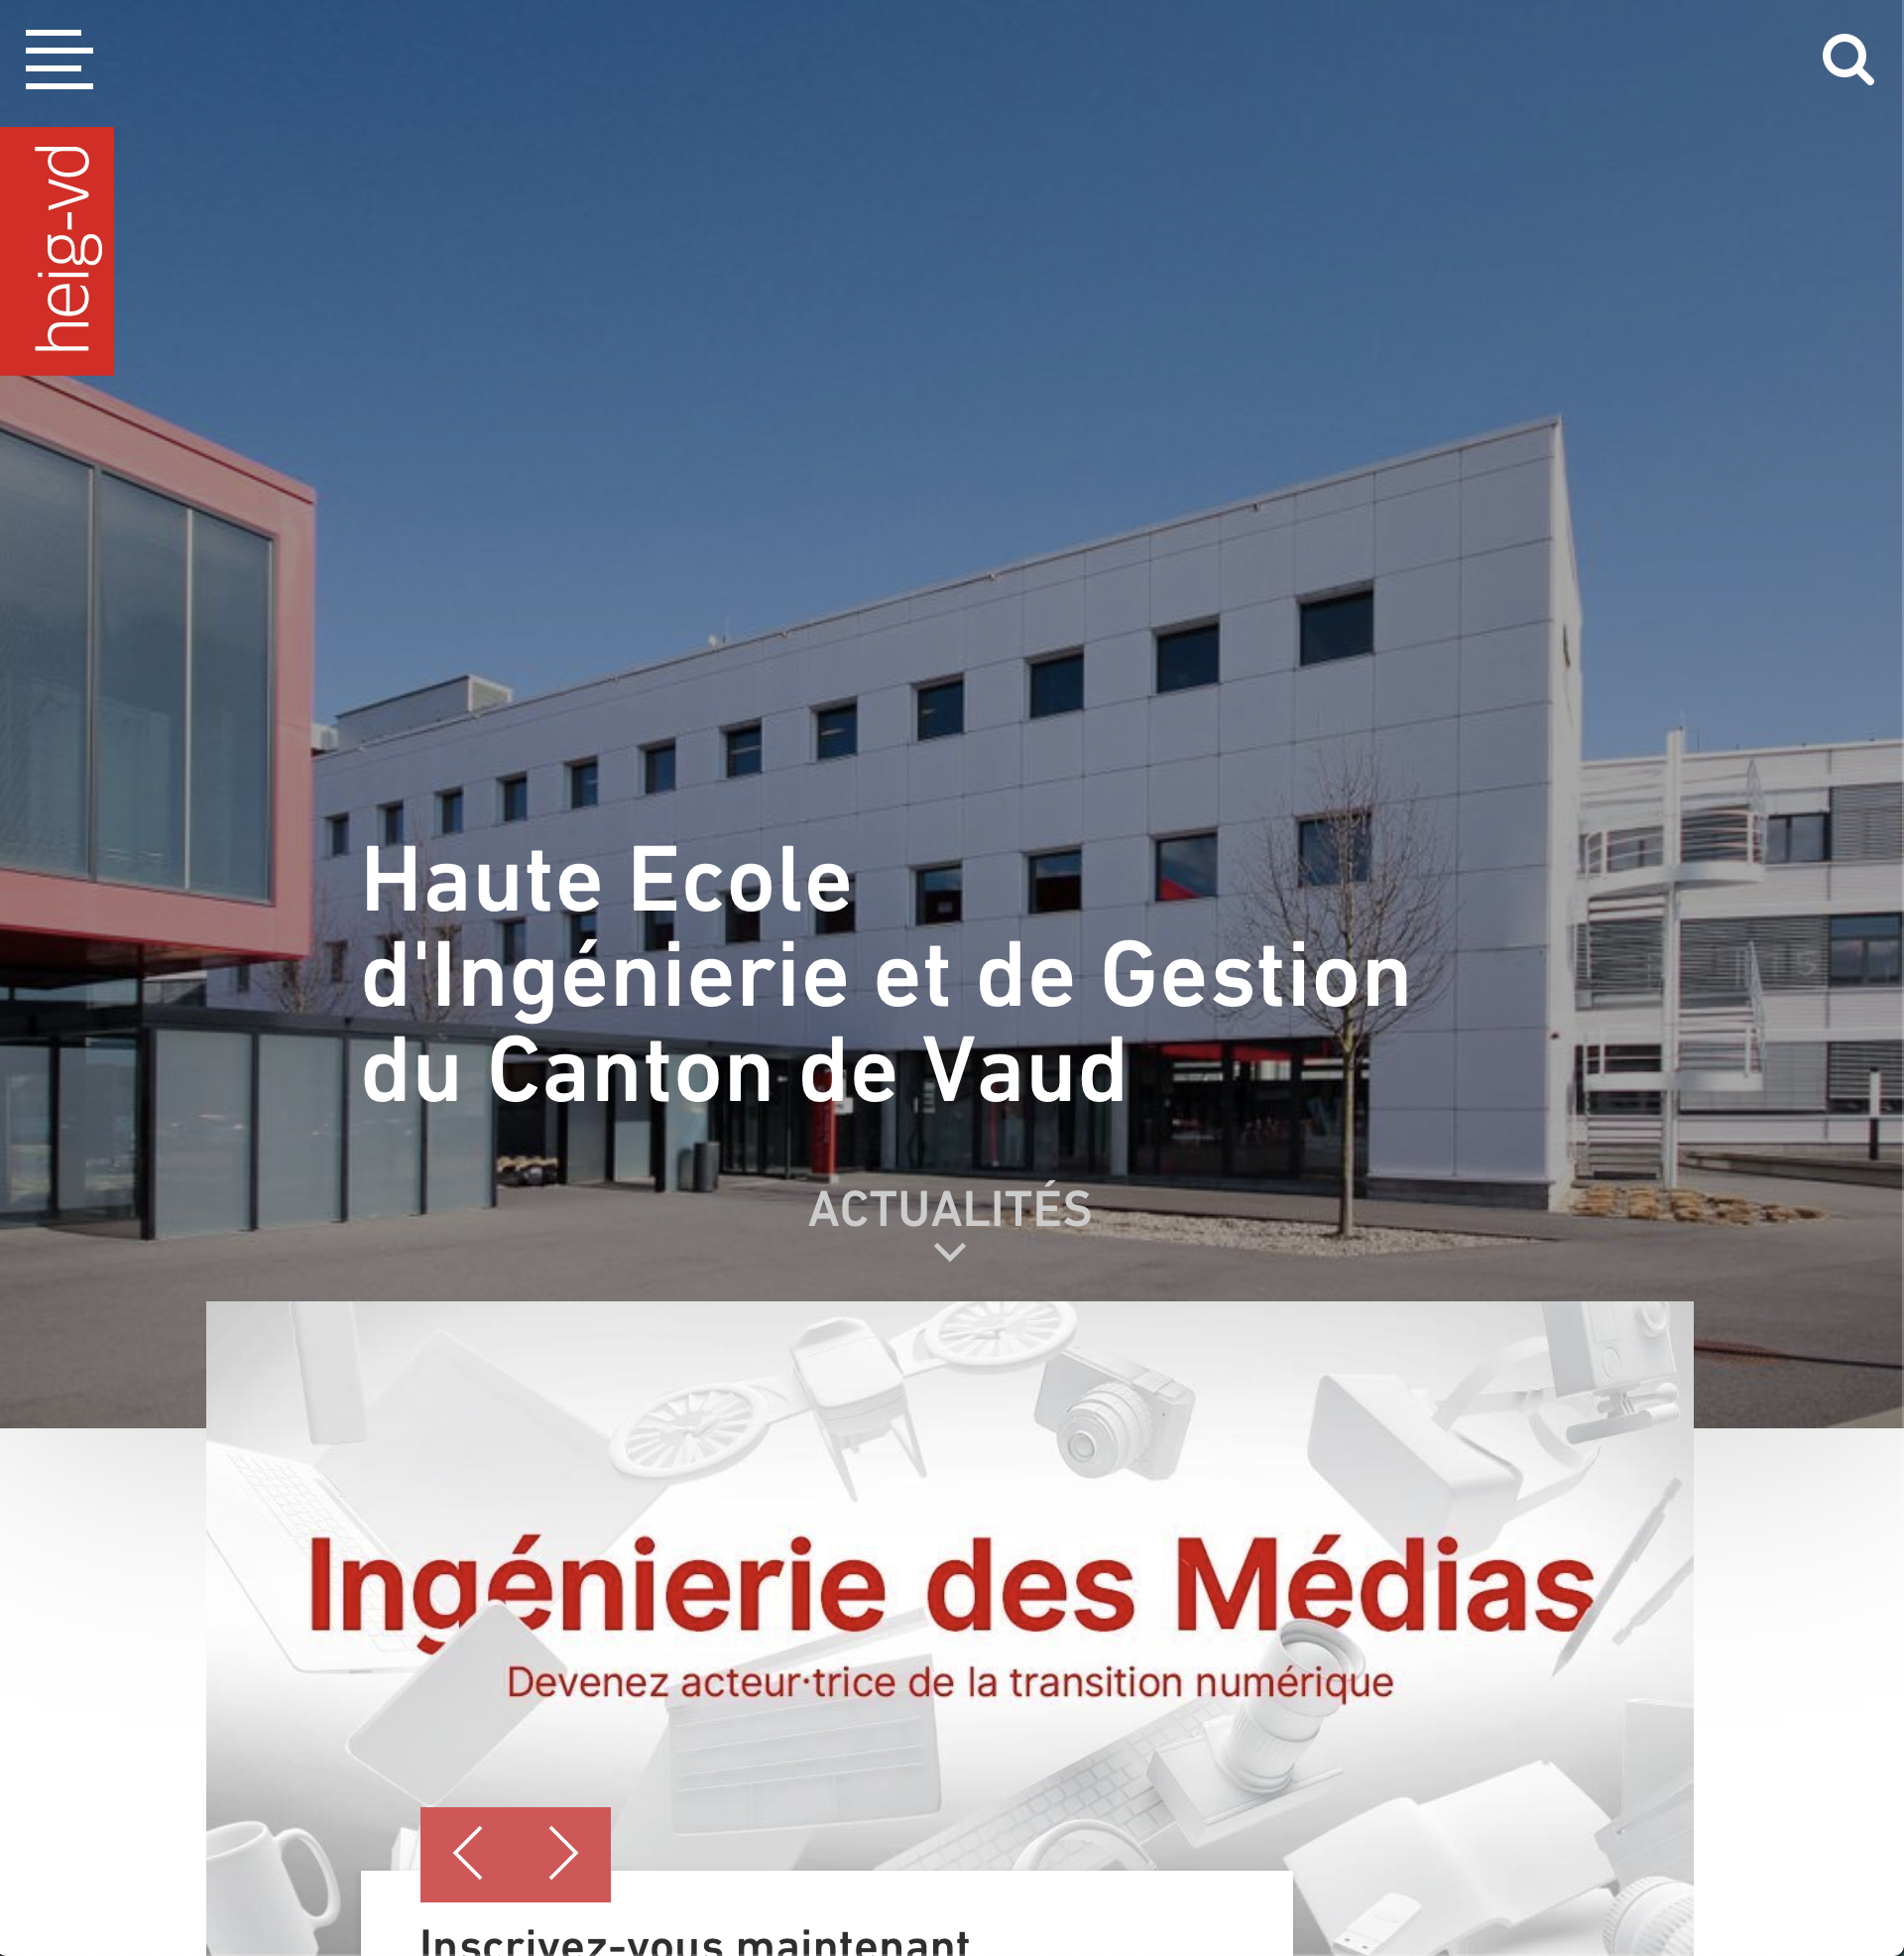 heig-vd
Haute Ecole
d'Ingénierie et de Gestion
du Canton de Vaud
ACTUALITÉS
Ingénierie des Médias
Devenez acteur·trice de la transition numérique
Inscrivez-vous maintenant